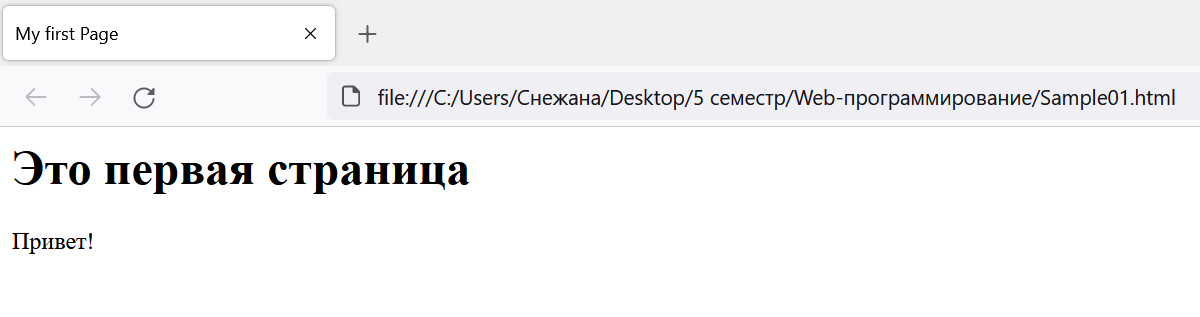 My first Page
file:///C:/Users/Снежана/Desktop/5 семестр/Web-программирование/Sample01.html
Это первая страница
Привет!